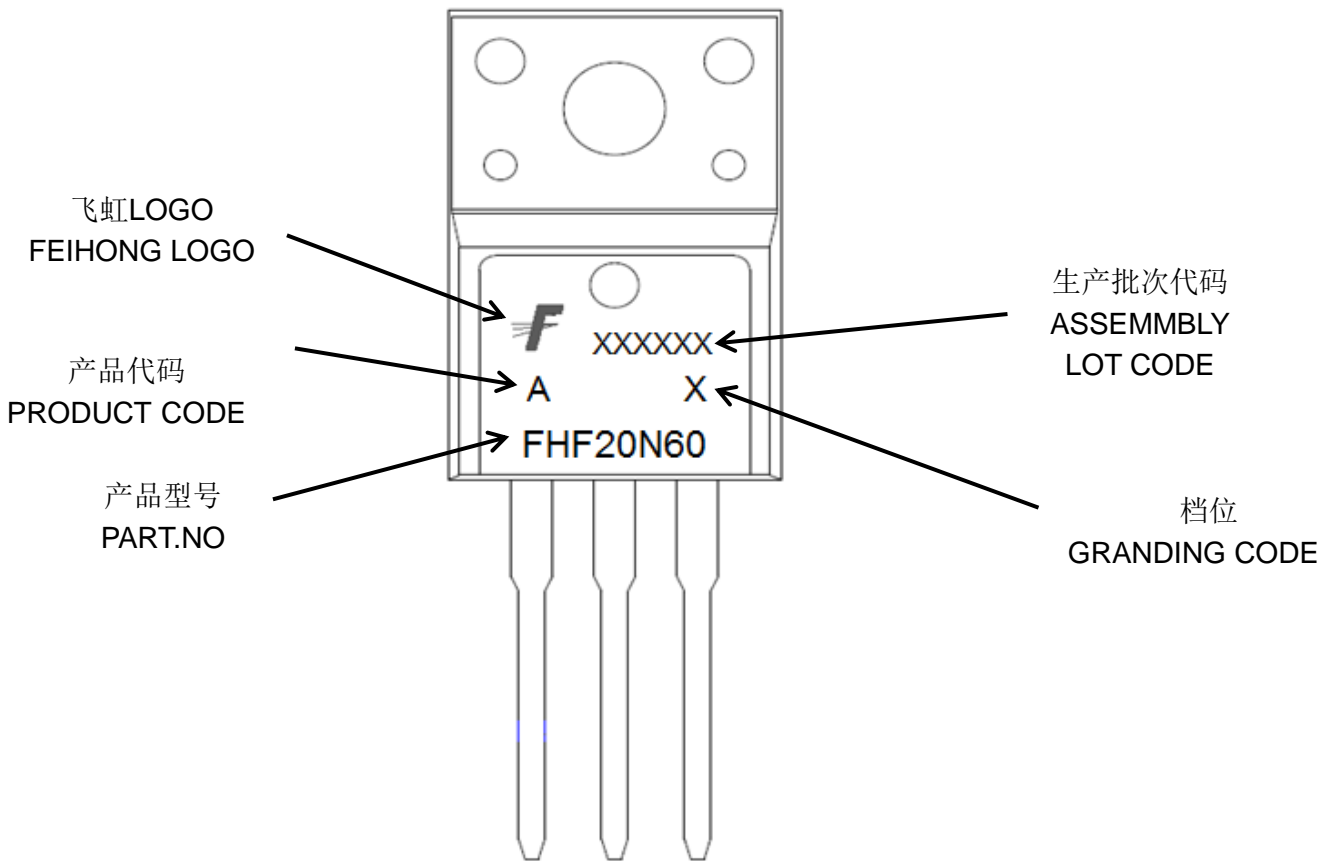 飞虹LOGO
FEIHONG LOGO
产品代码
PRODUCT CODE
产品型号
PART.NO
F
XXXXXX
A X
FHF20N60
生产批次代码
ASSEMMBLY
LOT CODE
档位
GRANDING CODE